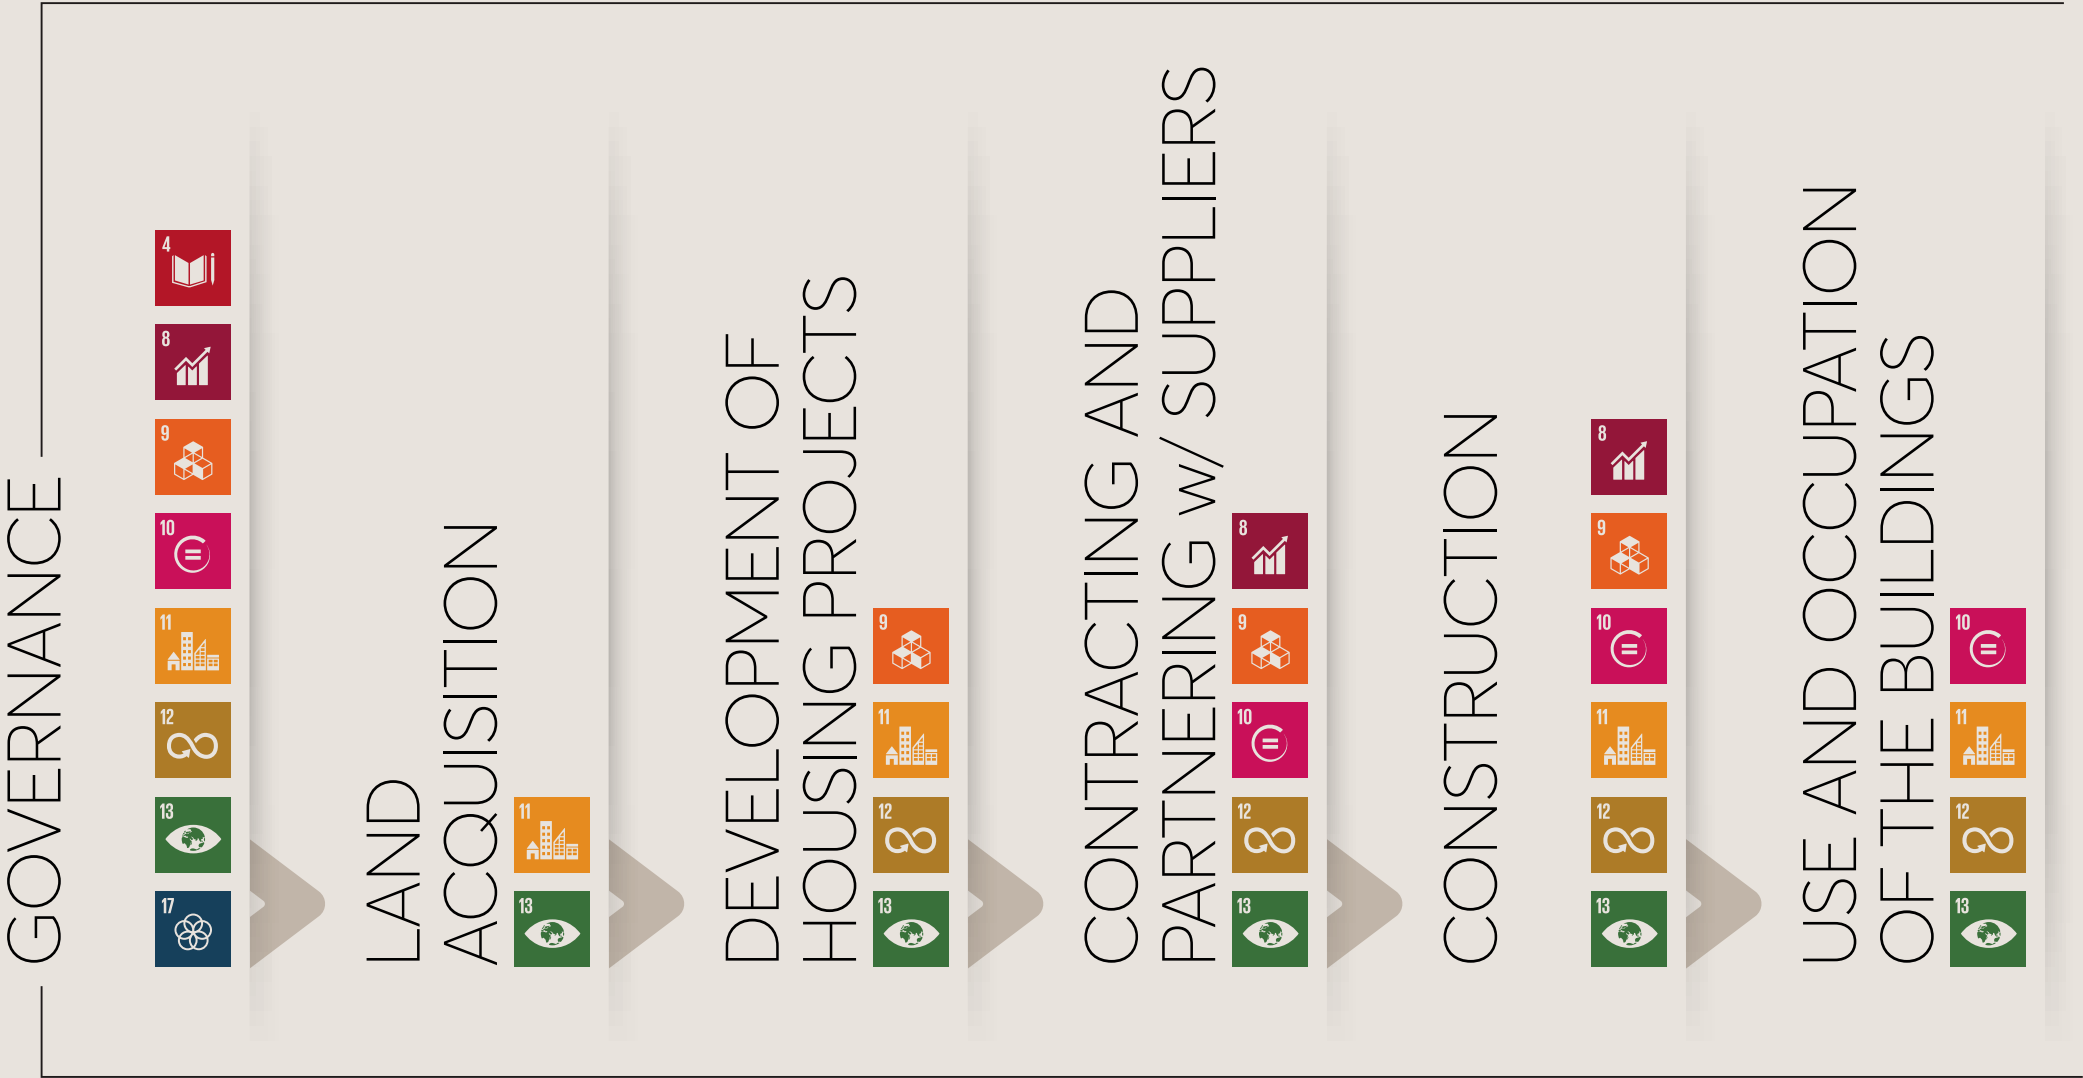 GOVERNANCE
4
8
9
10
11
12
13
17
LAND
ACQUISITION
11
13
DEVELOPMENT OF
HOUSING PROJECTS
9
11
12
13
CONTRACTING AND
PARTNERING W/ SUPPLIERS
8
9
10
12
13
CONSTRUCTION
8
9
10
11
12
13
USE AND OCCUPATION
OF THE BUILDINGS
10
11
12
13